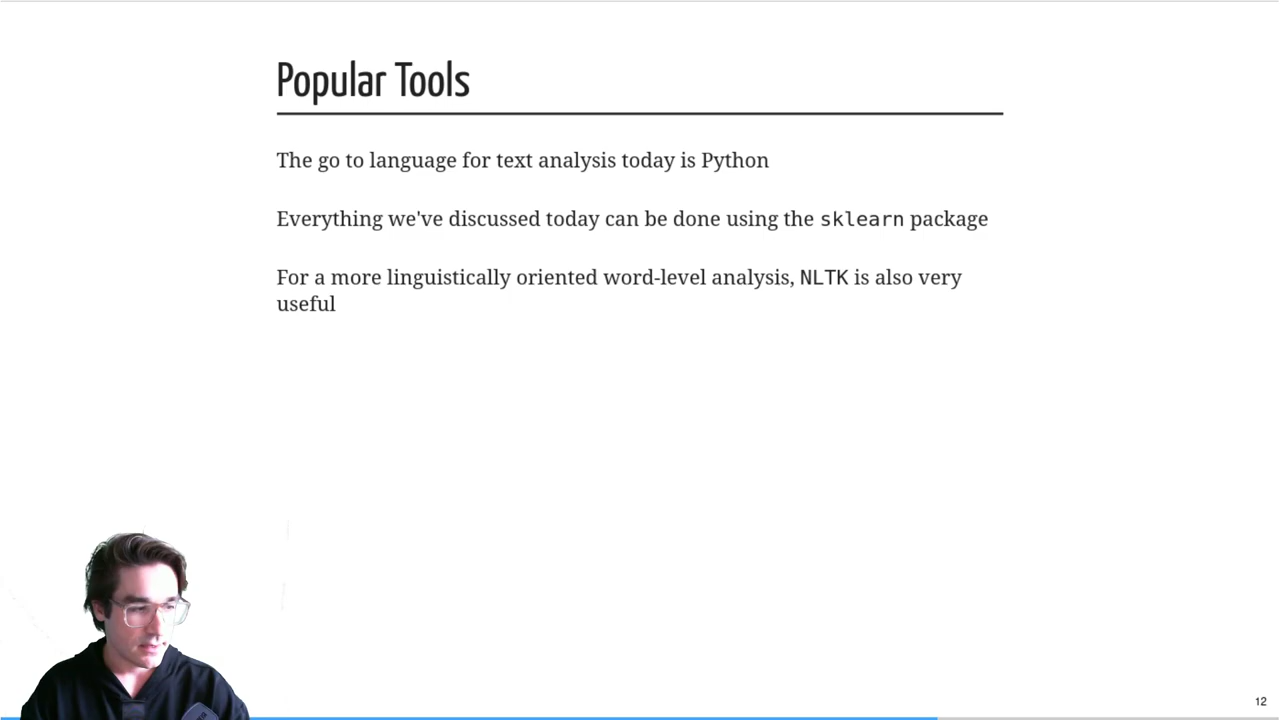 Popular Tools
The go to language for text analysis today is Python
Everything we've discussed today can be done using the sklearn package
For a more linguistically oriented word-level analysis, NLTK is also very
useful
12